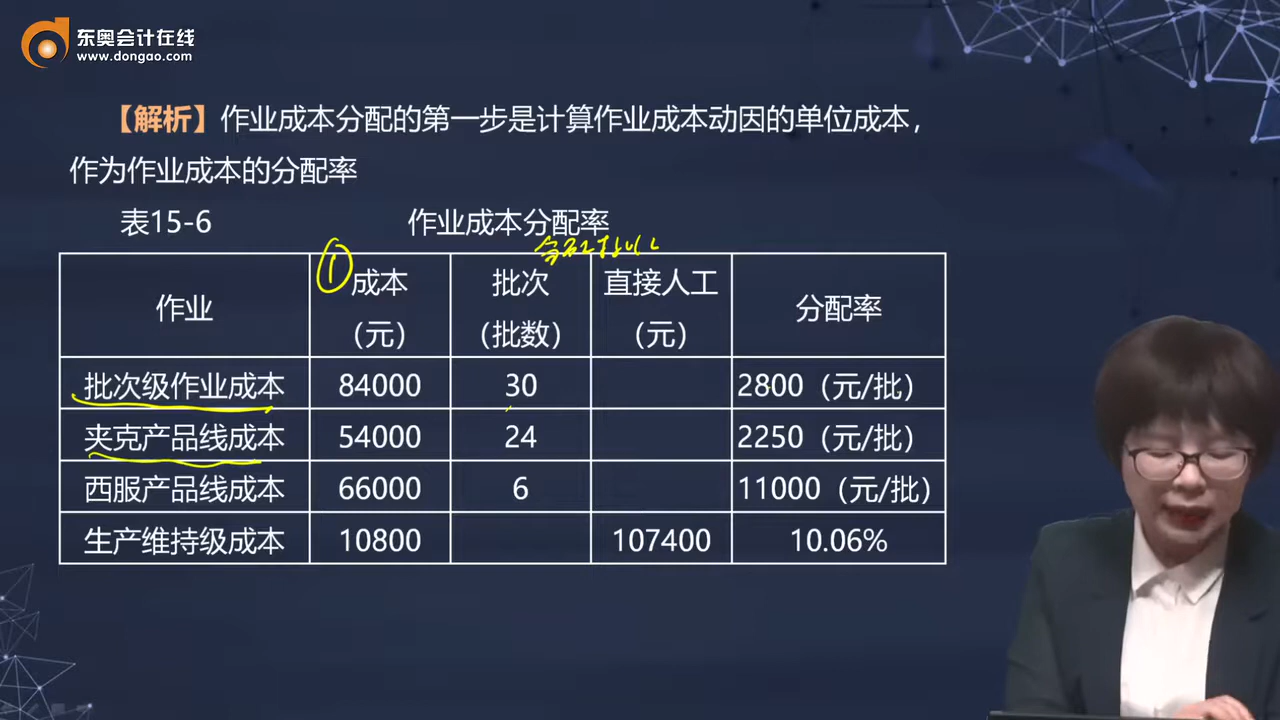 东奥会计在线
www.dongao.com
【解析】作业成本分配的第一步是计算作业成本动因的单位成本，
作为作业成本的分配率
表15-6 作业成本分配率
作业 ①成本（元） 批次（批数） 直接人工（元） 分配率
批次级作业成本 84000 30 2800（元/批）
夹克产品线成本 54000 24 2250（元/批）
西服产品线成本 66000 6 11000（元/批）
生产维持级成本 10800 107400 10.06%